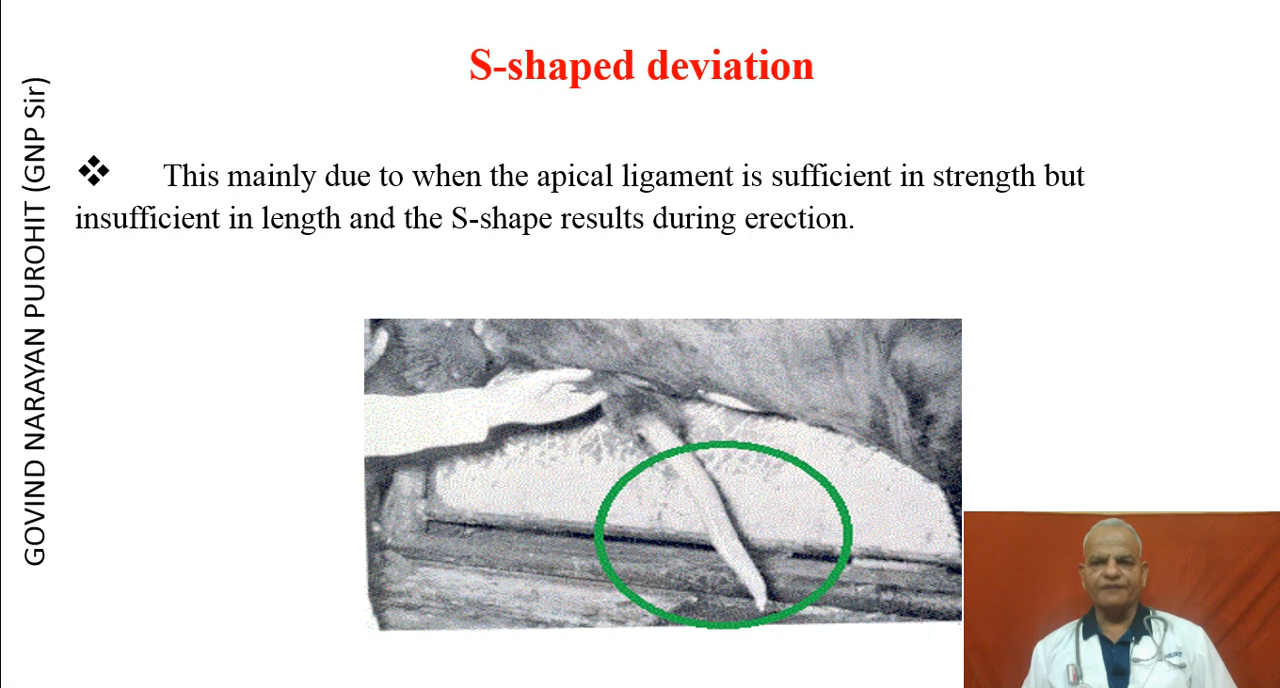 S-shaped deviation
❖ This mainly due to when the apical ligament is sufficient in strength but
insufficient in length and the S-shape results during erection.
GOVIND NARAYAN PUROHIT (GNP Sir)